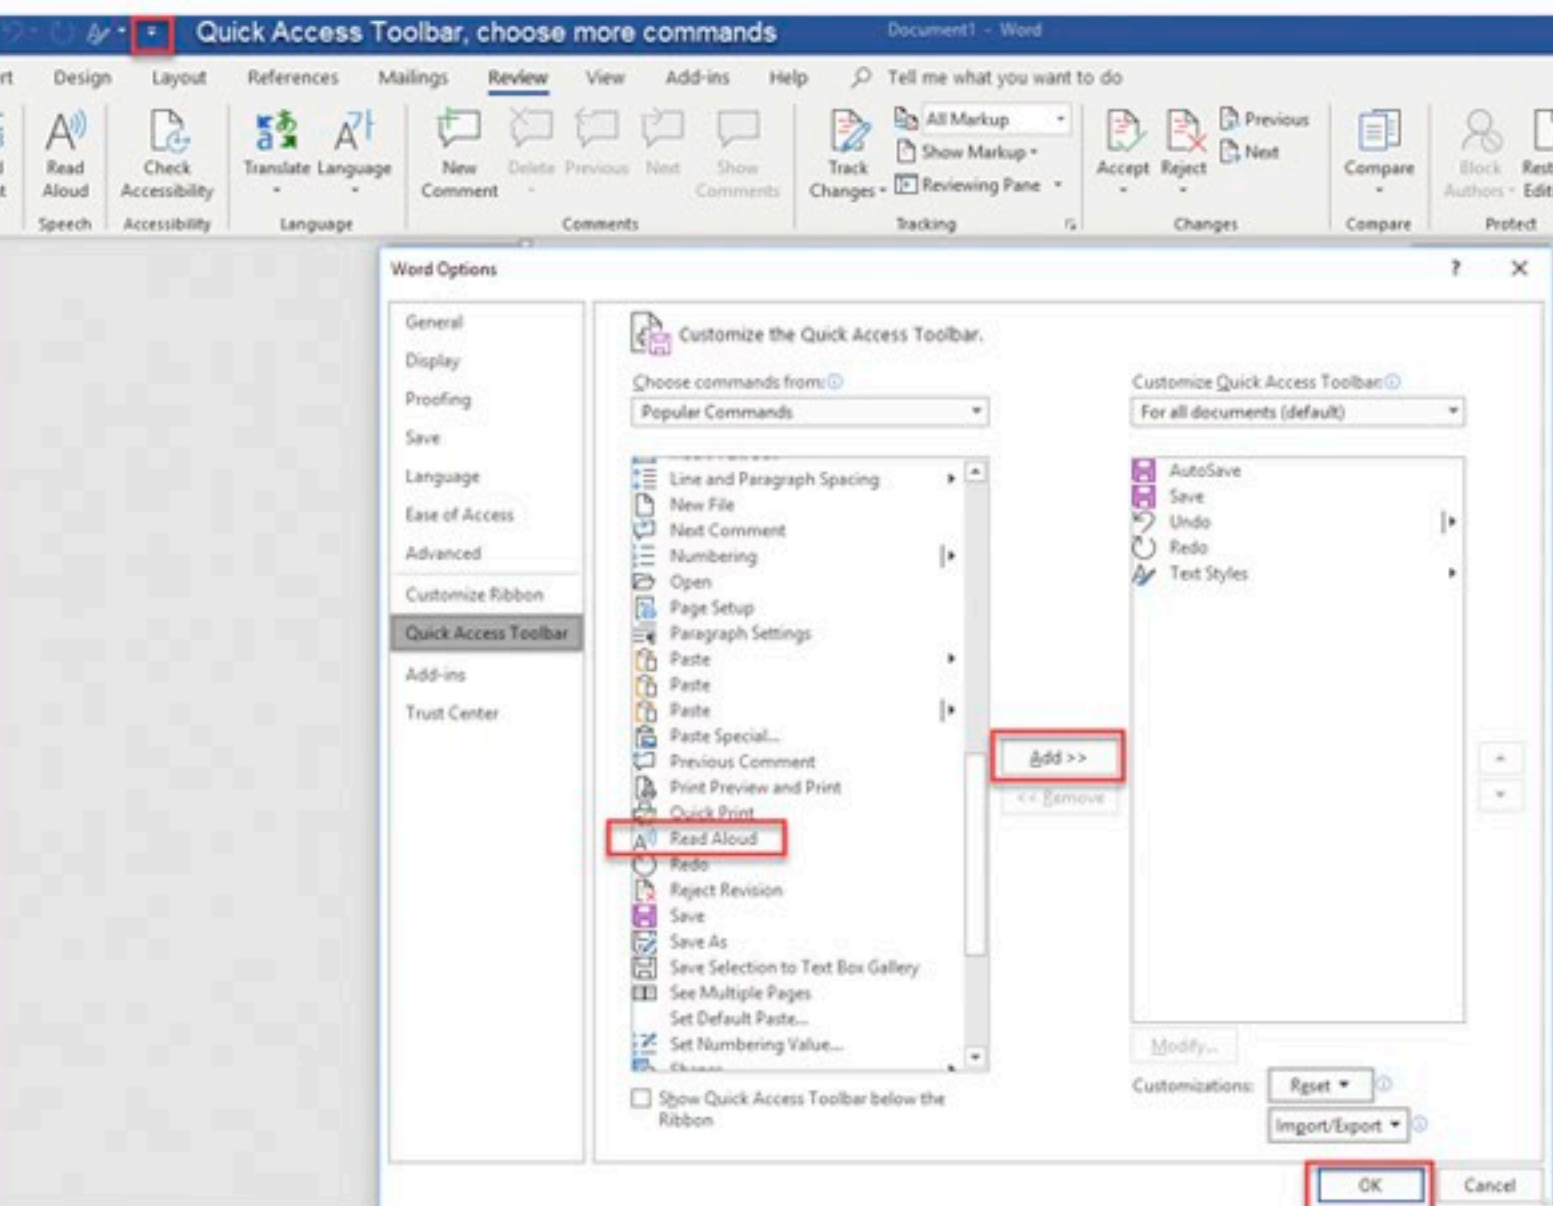 Quick Access Toolbar, choose more commands
Document1 - Word
Design Layout References Mailings Review View Add-ins Help Tell me what you want to do
Read Aloud
Check Accessibility
Translate Language
New Comment
Delete Previous Next
Show Comments
Track Changes
All Markup
Show Markup
Reviewing Pane
Accept Reject
Previous
Next
Compare
Block Authors
Speech Accessibility Language Comments Tracking Changes Compare Protect
Word Options
?
General
Display
Proofing
Save
Language
Ease of Access
Advanced
Customize Ribbon
Quick Access Toolbar
Add-ins
Trust Center
Customize the Quick Access Toolbar.
Choose commands from:
Popular Commands
Line and Paragraph Spacing
New File
Next Comment
Numbering
Open
Page Setup
Paragraph Settings
Paste
Paste
Paste
Paste Special...
Previous Comment
Print Preview and Print
Quick Print
Read Aloud
Redo
Reject Revision
Save
Save As
Save Selection to Text Box Gallery
See Multiple Pages
Set Default Paste...
Set Numbering Value...
Show Quick Access Toolbar below the
Ribbon
Add >>
<< Remove
Customize Quick Access Toolbar:
For all documents (default)
AutoSave
Save
Undo
Redo
Text Styles
Modify...
Customizations: Reset
Import/Export
OK Cancel